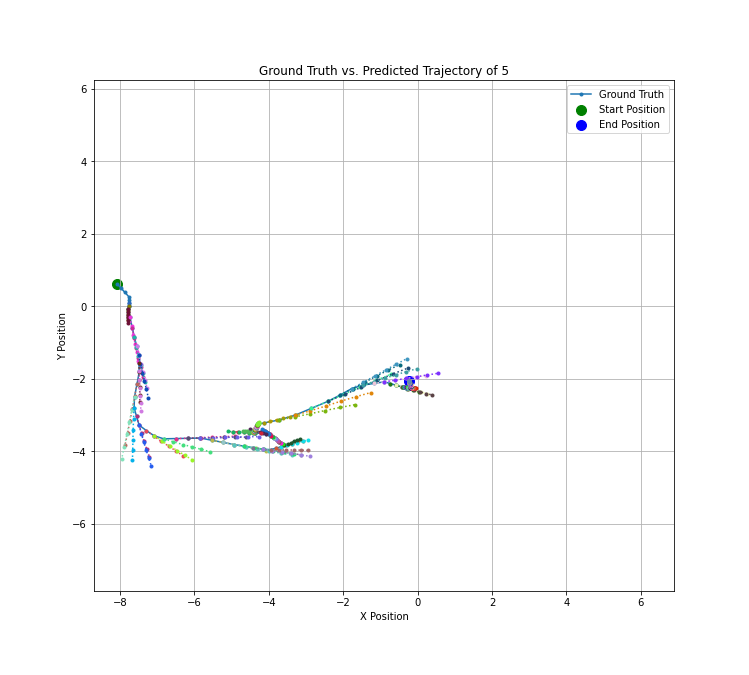 Ground Truth vs. Predicted Trajectory of 5
Ground Truth
Start Position
End Position
6
4
2
0
−2
−4
−6
Y Position
−8 −6 −4 −2 0 2 4 6
X Position